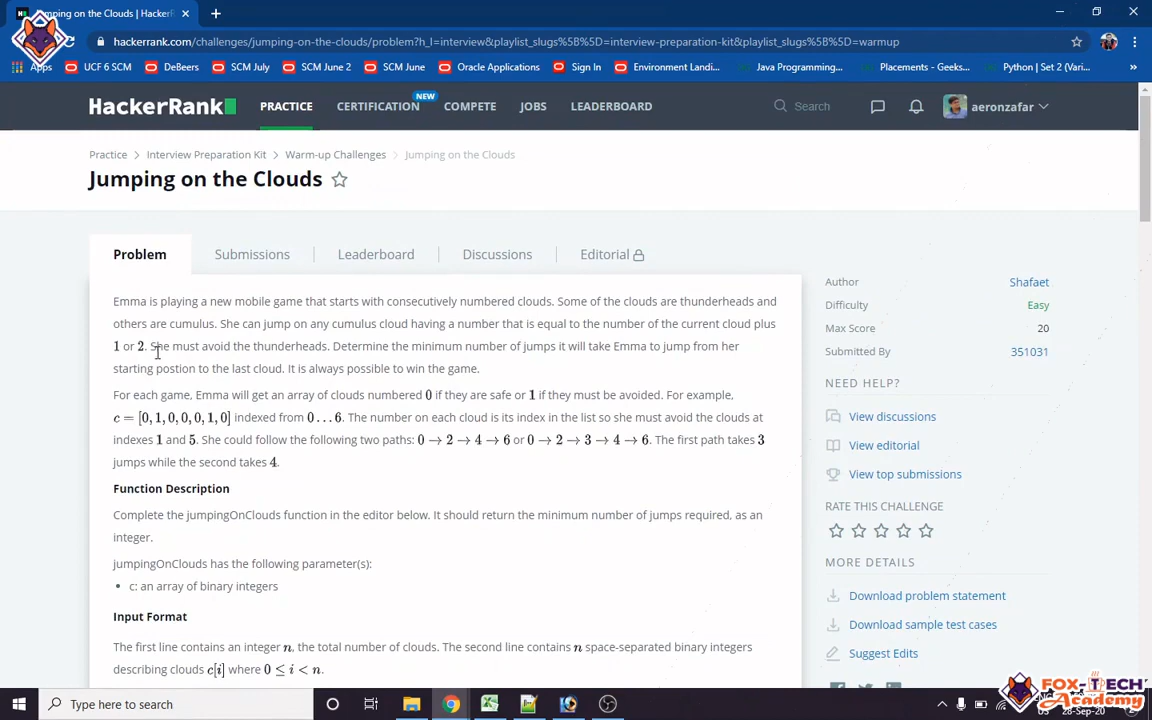 Jumping on the Clouds | HackerR
hackerrank.com/challenges/jumping-on-the-clouds/problem?h_l=interview&playlist_slugs%5B%5D=interview-preparation-kit&playlist_slugs%5B%5D=warmup
Apps UCF 6 SCM DeBeers SCM July SCM June 2 SCM June Oracle Applications Sign In Environment Landi... Java Programming... Placements - Geeks... Python | Set 2 (Vari... »
HackerRank PRACTICE CERTIFICATION NEW COMPETE JOBS LEADERBOARD Search aeronzafar
Practice > Interview Preparation Kit > Warm-up Challenges > Jumping on the Clouds
Jumping on the Clouds
Problem Submissions Leaderboard Discussions Editorial
Emma is playing a new mobile game that starts with consecutively numbered clouds. Some of the clouds are thunderheads and
others are cumulus. She can jump on any cumulus cloud having a number that is equal to the number of the current cloud plus
1 or 2. She must avoid the thunderheads. Determine the minimum number of jumps it will take Emma to jump from her
starting postion to the last cloud. It is always possible to win the game.
For each game, Emma will get an array of clouds numbered 0 if they are safe or 1 if they must be avoided. For example,
c = [0, 1, 0, 0, 0, 1, 0] indexed from 0 . . . 6. The number on each cloud is its index in the list so she must avoid the clouds at
indexes 1 and 5. She could follow the following two paths: 0 → 2 → 4 → 6 or 0 → 2 → 3 → 4 → 6. The first path takes 3
jumps while the second takes 4.
Function Description
Complete the jumpingOnClouds function in the editor below. It should return the minimum number of jumps required, as an
integer.
jumpingOnClouds has the following parameter(s):
• c: an array of binary integers
Input Format
The first line contains an integer n, the total number of clouds. The second line contains n space-separated binary integers
describing clouds c[i] where 0 ≤ i < n.
Author Shafaet
Difficulty Easy
Max Score 20
Submitted By 351031
NEED HELP?
View discussions
View editorial
View top submissions
RATE THIS CHALLENGE
MORE DETAILS
Download problem statement
Download sample test cases
Suggest Edits
Type here to search
FOX-TECH
28-Sep-20